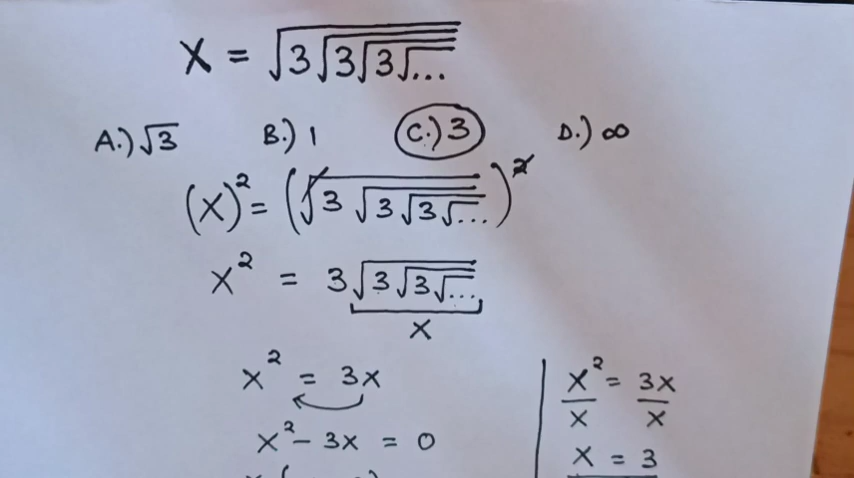 x = √3√3√3√...
A.) √3 B.) 1 C.) 3 D.) ∞
(x)² = (√3√3√3√...)²
x² = 3√3√3√...
x
x² = 3x
x² - 3x = 0
x² = 3x
x x
x = 3